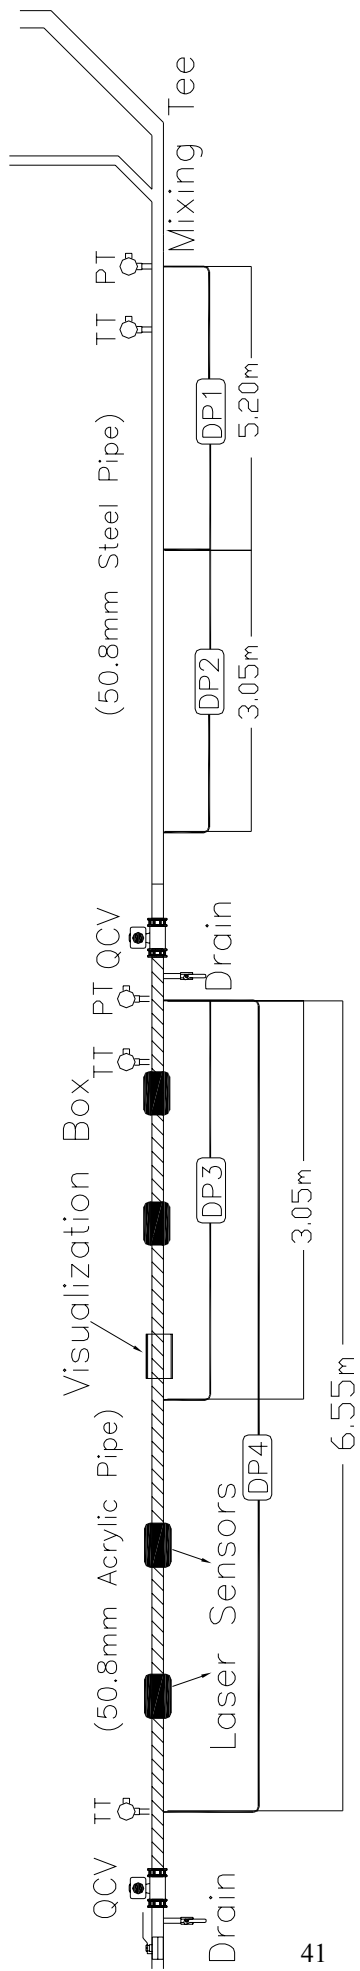 Mixing Tee
PT
TT
(50.8mm Steel Pipe)
DP1
5.20m
DP2
3.05m
QCV
Drain
PT
TT
Visualization Box
DP3
3.05m
(50.8mm Acrylic Pipe)
DP4
6.55m
Laser Sensors
TT
QCV
Drain
41